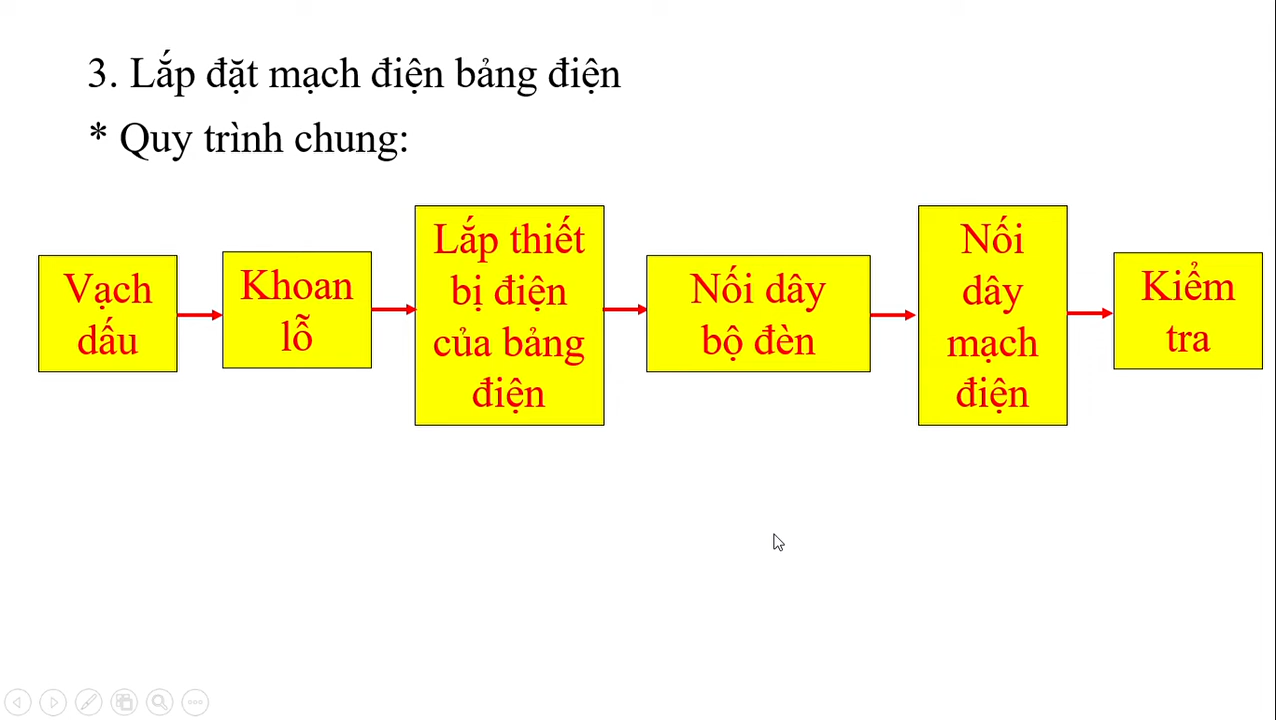 3. Lắp đặt mạch điện bảng điện
* Quy trình chung:
Vạch
dấu
Khoan
lỗ
Lắp thiết
bị điện
của bảng
điện
Nối dây
bộ đèn
Nối
dây
mạch
điện
Kiểm
tra